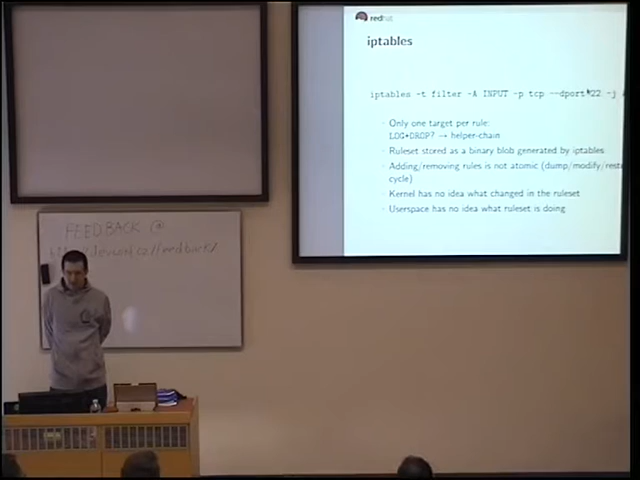 redhat
iptables
iptables -t filter -A INPUT -p tcp --dport 22 -j
Only one target per rule:
LOG+DROP? → helper-chain
Ruleset stored as a binary blob generated by iptables
Adding/removing rules is not atomic (dump/modify/rest
cycle)
Kernel has no idea what changed in the ruleset
Userspace has no idea what ruleset is doing
FEEDBACK @
/feedback/